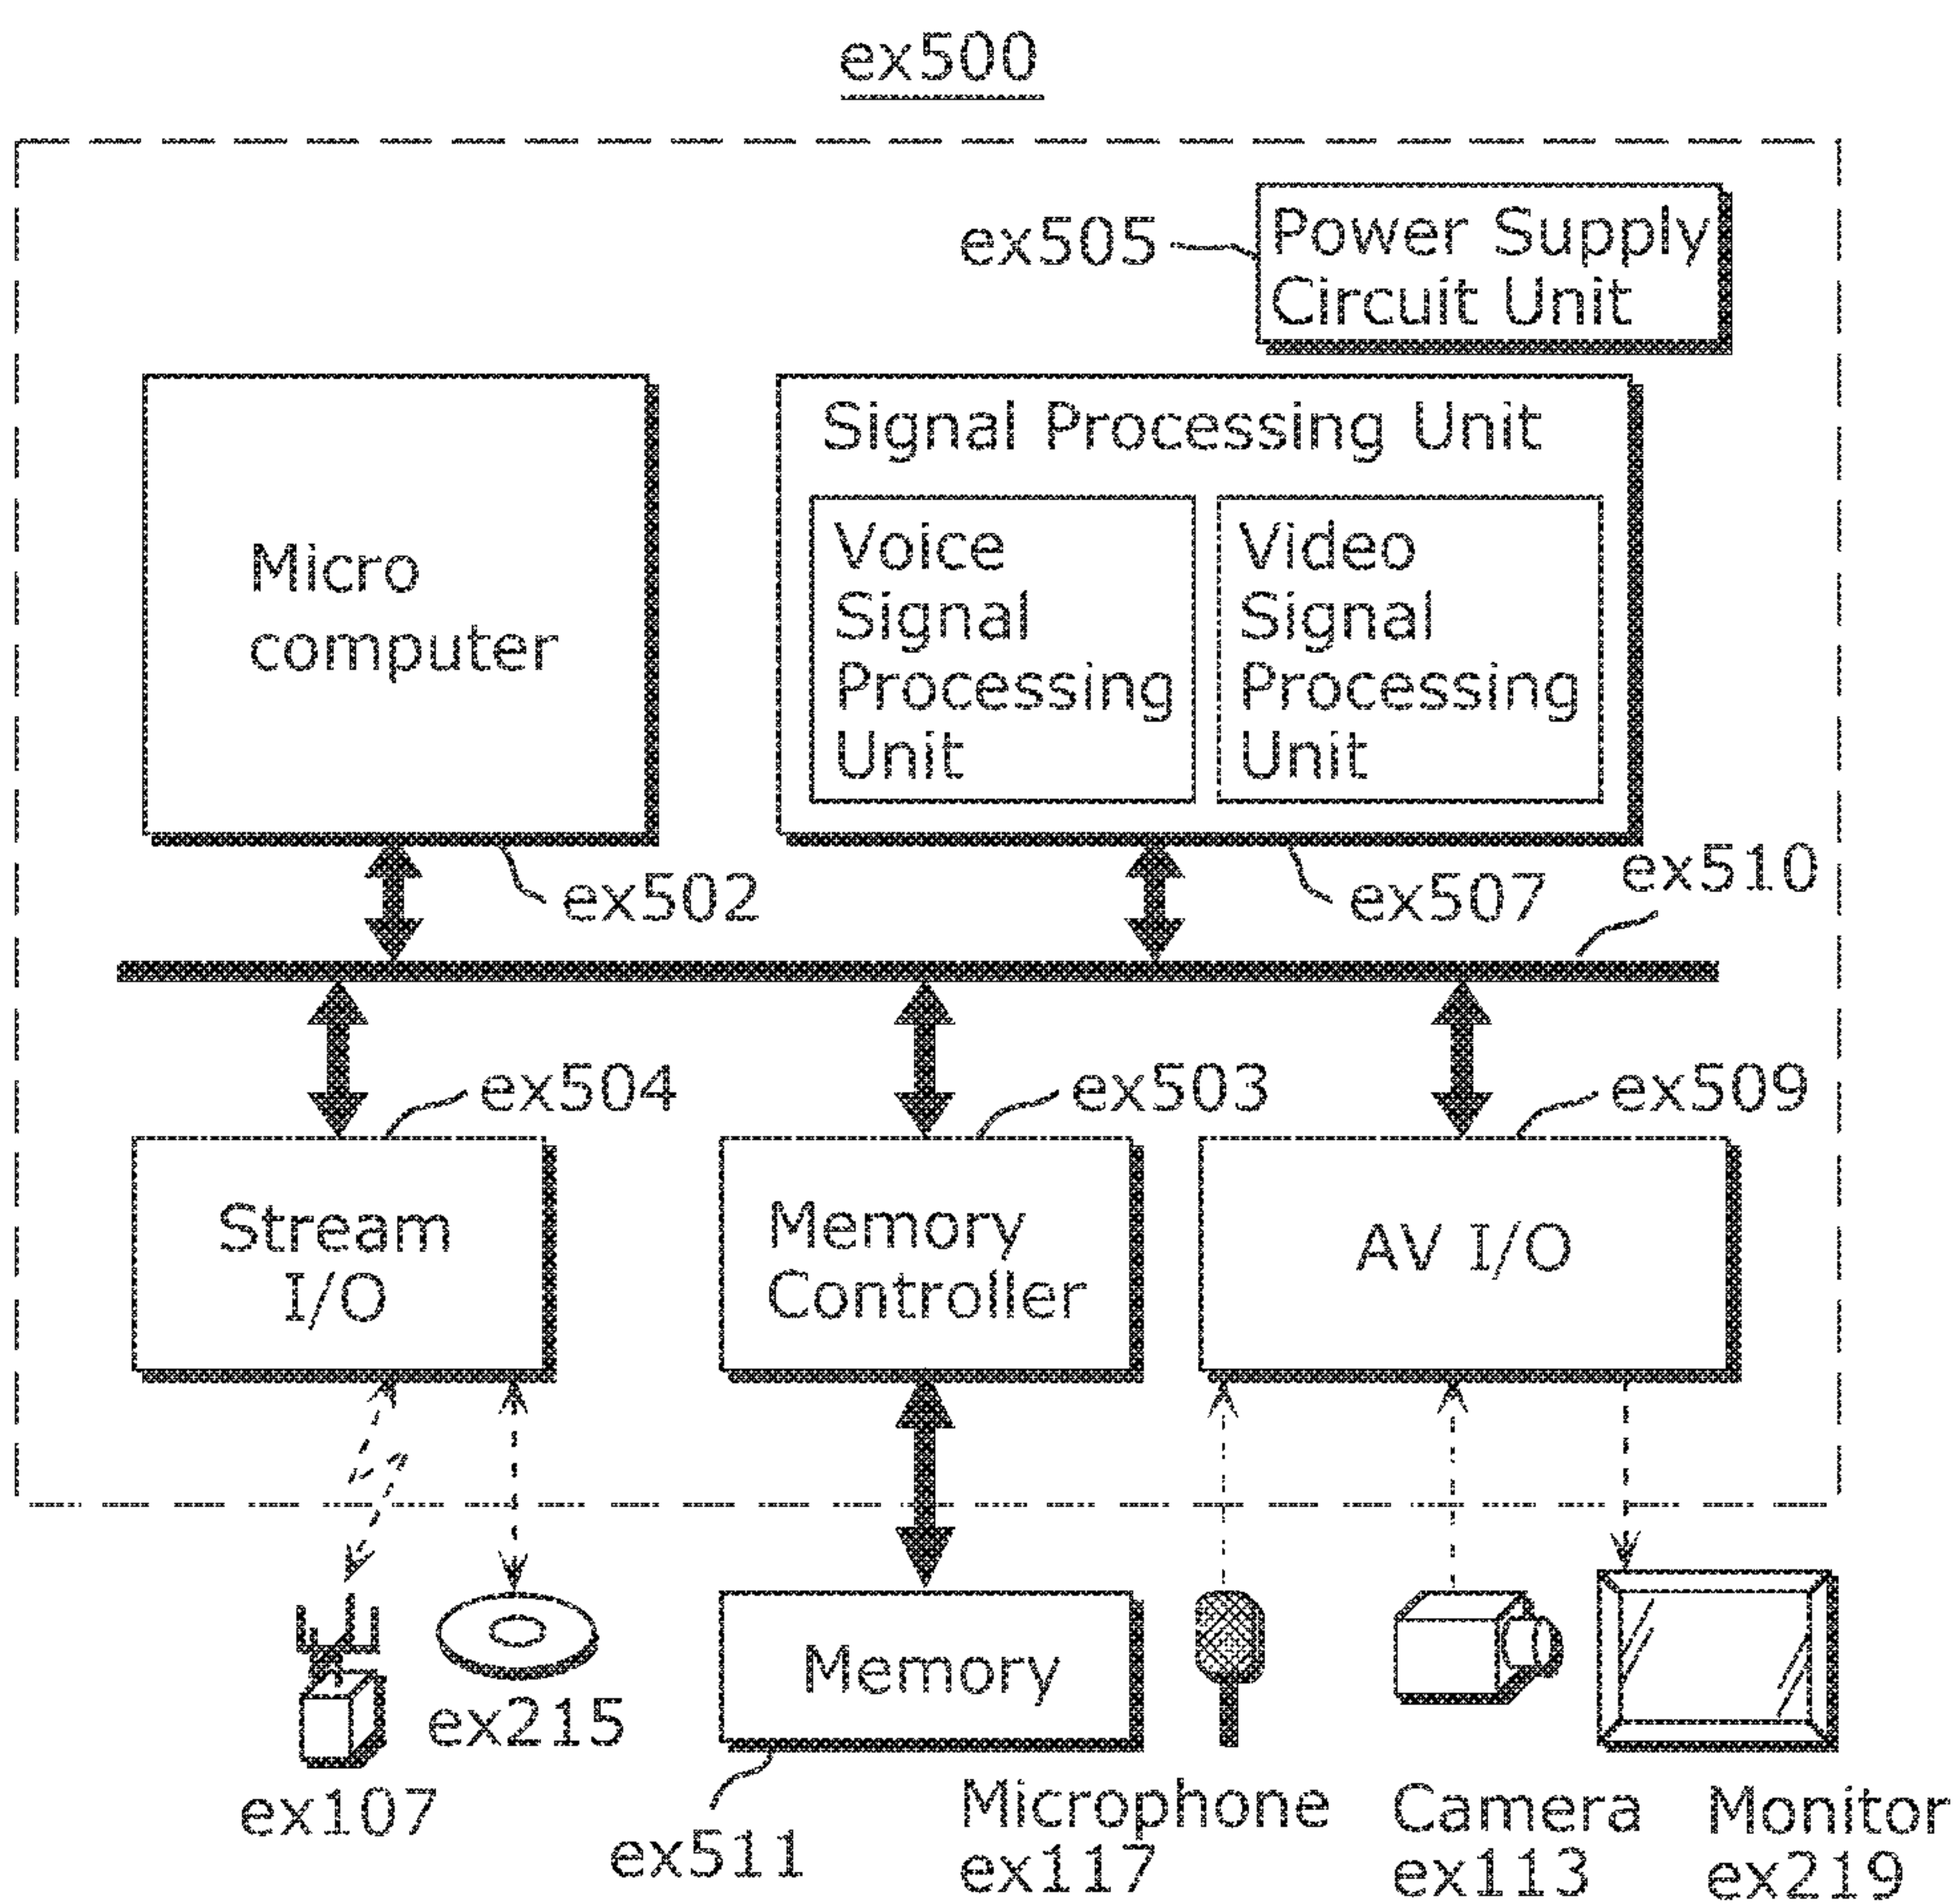 ex500
ex505
Power Supply
Circuit Unit
Micro
computer
Signal Processing Unit
Voice
Signal
Processing
Unit
Video
Signal
Processing
Unit
ex502
ex507
ex510
ex504
ex503
ex509
Stream
I/O
Memory
Controller
AV I/O
Memory
ex215
ex107
ex511
Microphone
ex117
Camera
ex113
Monitor
ex219